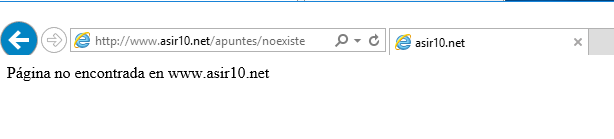 http://www.asir10.net/apuntes/noexiste
asir10.net
Página no encontrada en www.asir10.net